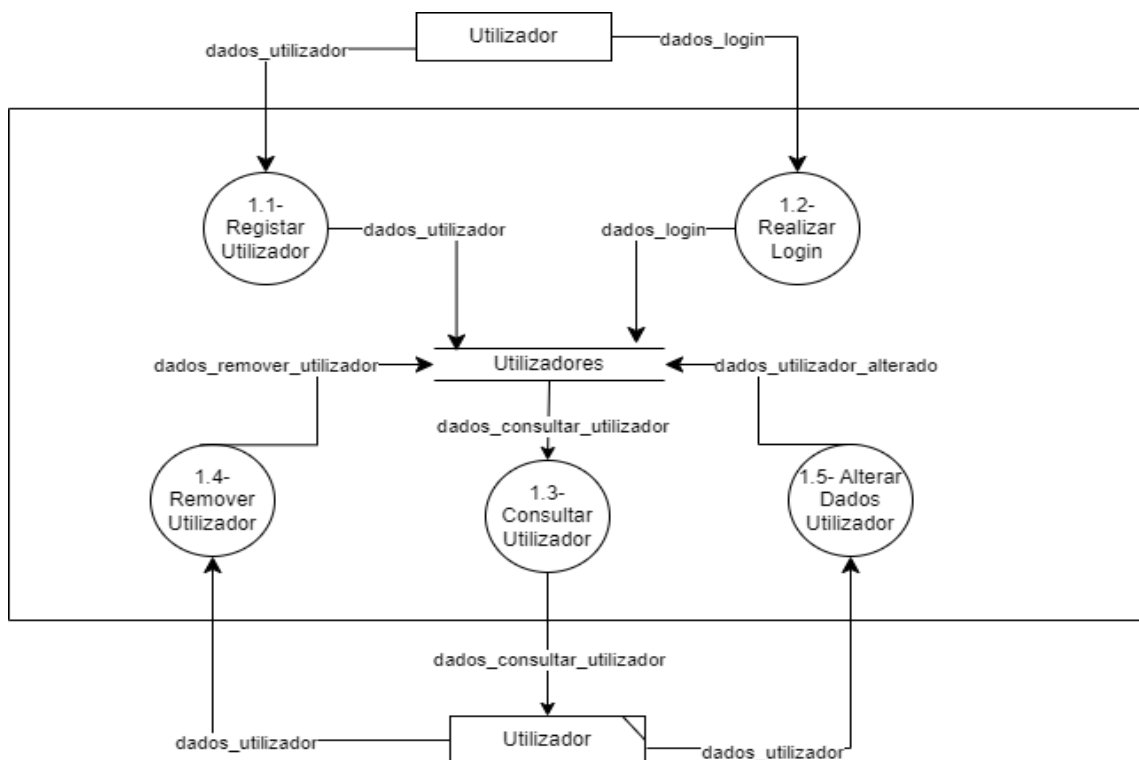 Utilizador
dados_utilizador
dados_login
1.1-
Registar
Utilizador
1.2-
Realizar
Login
dados_utilizador
dados_login
dados_remover_utilizador
Utilizadores
dados_utilizador_alterado
dados_consultar_utilizador
1.4-
Remover
Utilizador
1.3-
Consultar
Utilizador
1.5- Alterar
Dados
Utilizador
dados_consultar_utilizador
dados_utilizador
Utilizador
dados_utilizador